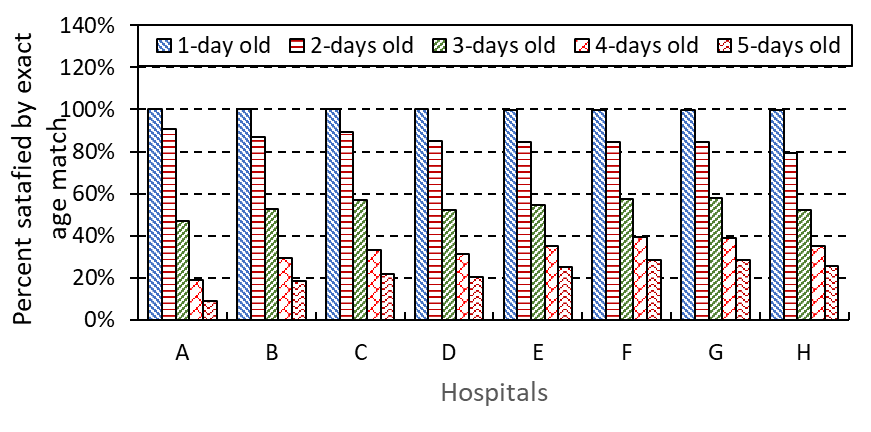 Percent satafied by exact
age match
140%
120%
100%
80%
60%
40%
20%
0%
1-day old 2-days old 3-days old 4-days old 5-days old
A B C D E F G H
Hospitals